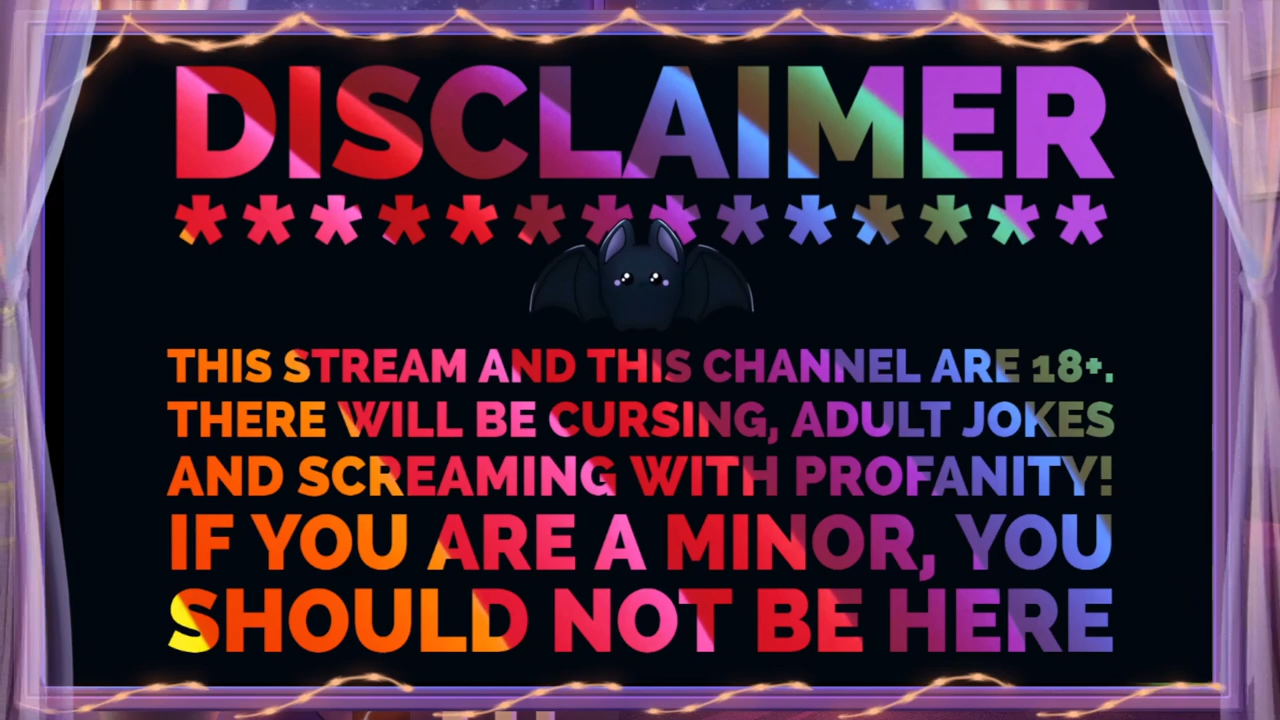 DISCLAIMER
**************
THIS STREAM AND THIS CHANNEL ARE 18+.
THERE WILL BE CURSING, ADULT JOKES
AND SCREAMING WITH PROFANITY!
IF YOU ARE A MINOR, YOU
SHOULD NOT BE HERE